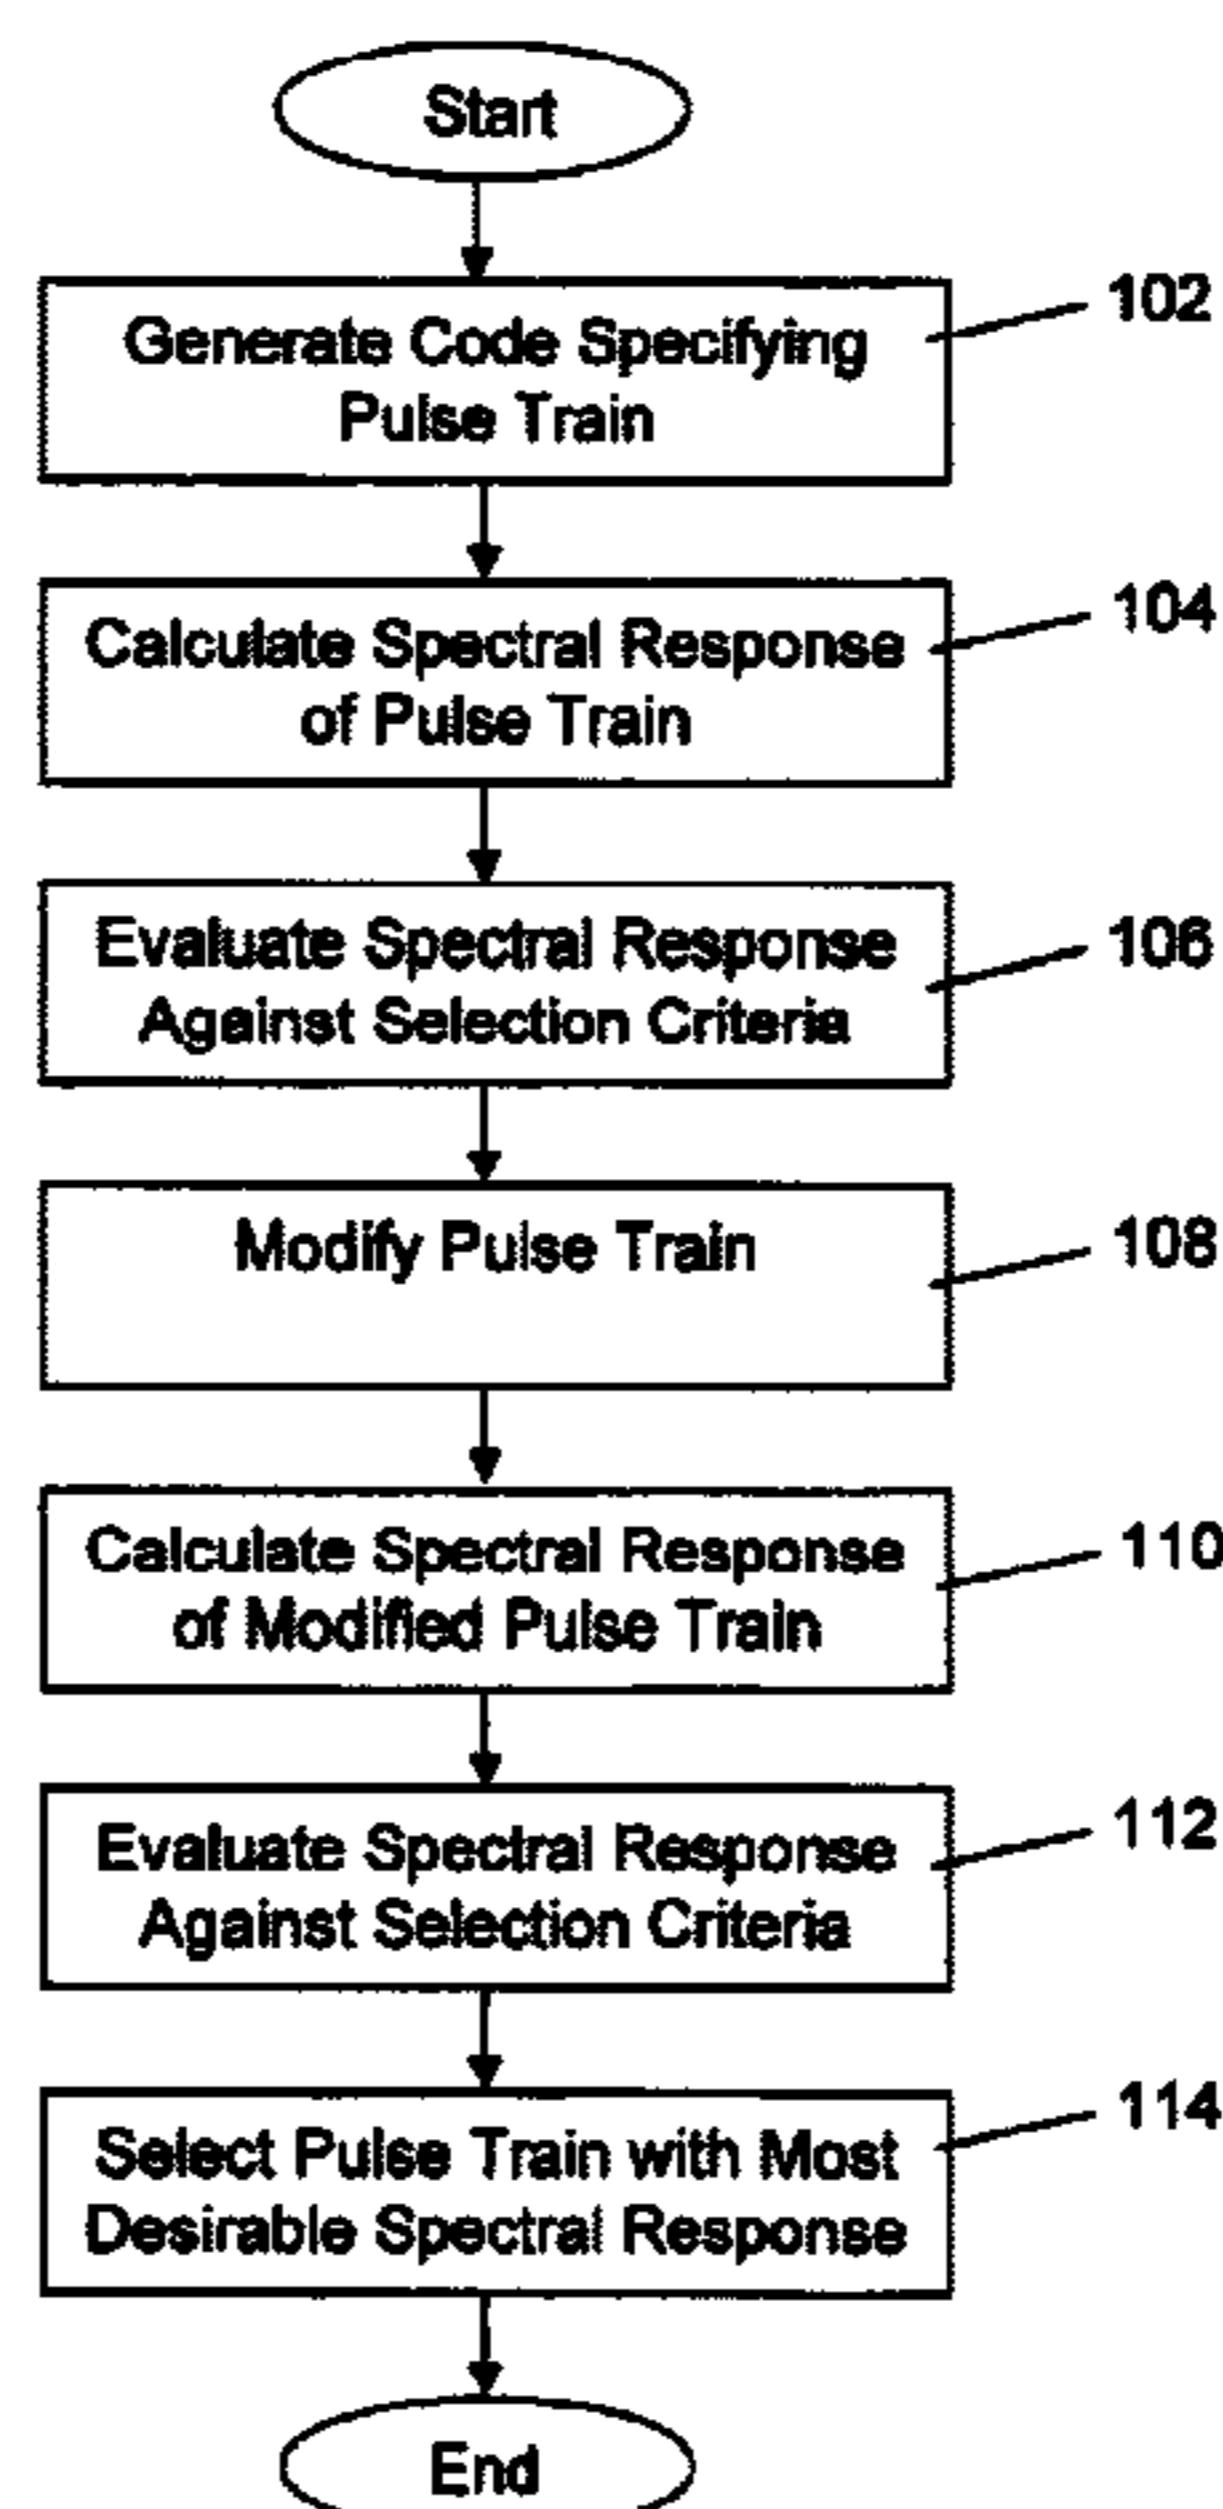 Start
Generate Code Specifying
Pulse Train
102
Calculate Spectral Response
of Pulse Train
104
Evaluate Spectral Response
Against Selection Criteria
106
Modify Pulse Train
108
Calculate Spectral Response
of Modified Pulse Train
110
Evaluate Spectral Response
Against Selection Criteria
112
Select Pulse Train with Most
Desirable Spectral Response
114
End